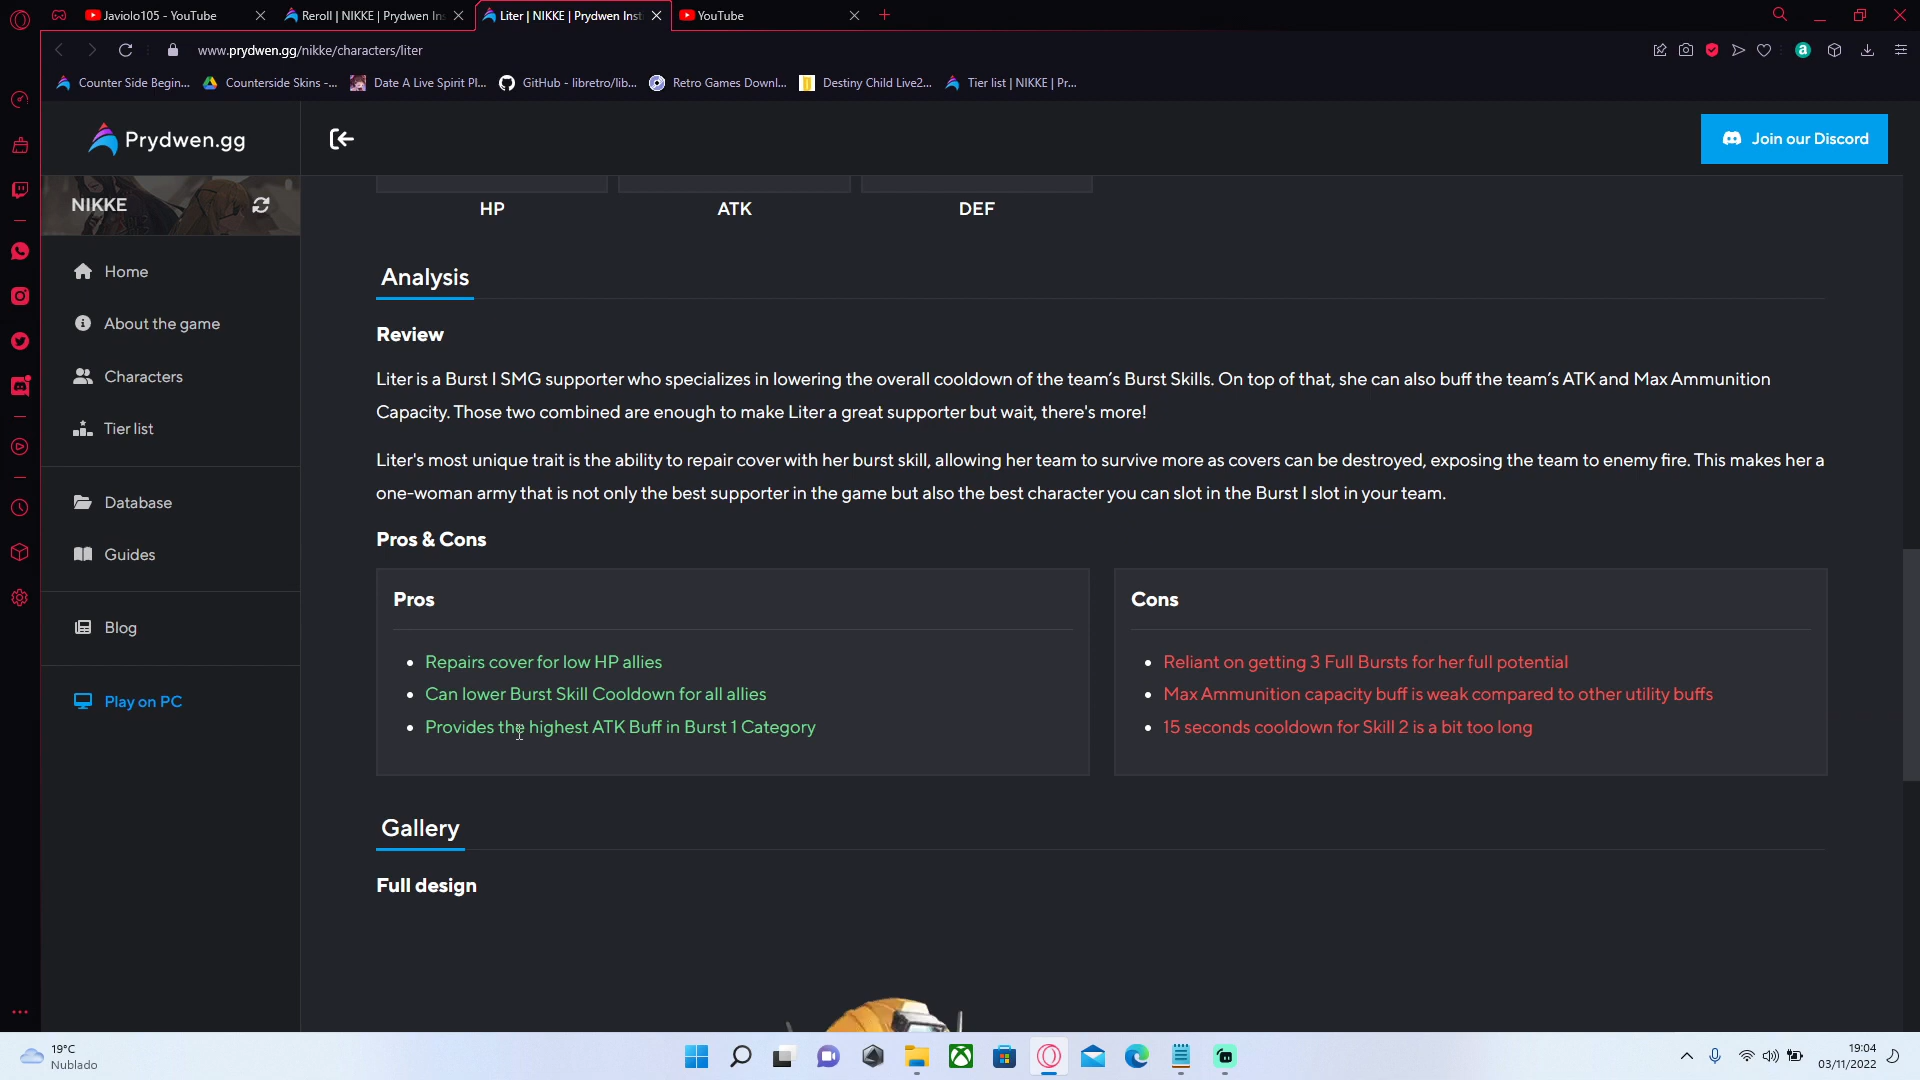 Javiolo105 - YouTube
Reroll | NIKKE | Prydwen In
Liter | NIKKE | Prydwen Inst
YouTube
www.prydwen.gg/nikke/characters/liter
Counter Side Begin...
Counterside Skins -...
Date A Live Spirit Pl...
GitHub - libretro/lib...
Retro Games Downl...
Destiny Child Live2...
Tier list | NIKKE | Pr...
Prydwen.gg
Join our Discord
NIKKE
Home
About the game
Characters
Tier list
Database
Guides
Blog
Play on PC
HP
ATK
DEF
Analysis
Review
Liter is a Burst I SMG supporter who specializes in lowering the overall cooldown of the team's Burst Skills. On top of that, she can also buff the team's ATK and Max Ammunition
Capacity. Those two combined are enough to make Liter a great supporter but wait, there's more!
Liter's most unique trait is the ability to repair cover with her burst skill, allowing her team to survive more as covers can be destroyed, exposing the team to enemy fire. This makes her a
one-woman army that is not only the best supporter in the game but also the best character you can slot in the Burst I slot in your team.
Pros & Cons
Pros
Repairs cover for low HP allies
Can lower Burst Skill Cooldown for all allies
Provides the highest ATK Buff in Burst 1 Category
Cons
Reliant on getting 3 Full Bursts for her full potential
Max Ammunition capacity buff is weak compared to other utility buffs
15 seconds cooldown for Skill 2 is a bit too long
Gallery
Full design
19°C
Nublado
19:04
03/11/2022